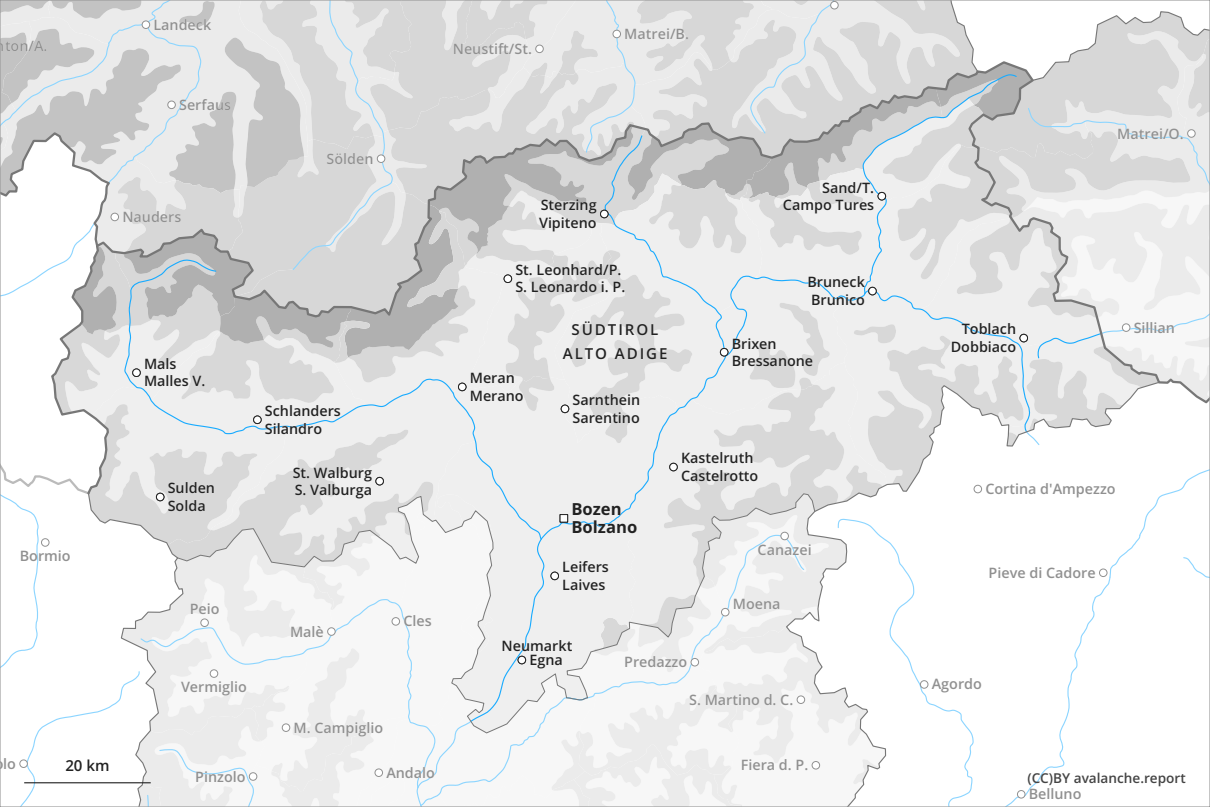 Landeck
Matrei/B.
Neustift/St.
nton/A.
Serfaus
Matrei/O.
Sölden
Sand/T.
Campo Tures
Nauders
Sterzing
Vipiteno
St. Leonhard/P.
S. Leonardo i. P.
Bruneck
Brunico
SÜDTIROL
ALTO ADIGE
Toblach
Dobbiaco
Sillian
Brixen
Bressanone
Mals
Malles V.
Meran
Merano
Sarnthein
Sarentino
Schlanders
Silandro
Kastelruth
Castelrotto
St. Walburg
S. Valburga
Sulden
Solda
Cortina d'Ampezzo
Bozen
Bolzano
Bormio
Canazei
Leifers
Laives
Pieve di Cadore
Peio
Moena
Malè
Cles
Neumarkt
Egna
Predazzo
Vermiglio
Agordo
S. Martino d. C.
M. Campiglio
olo
20 km
Pinzolo
Andalo
Fiera d. P.
(CC)BY avalanche.report
Belluno